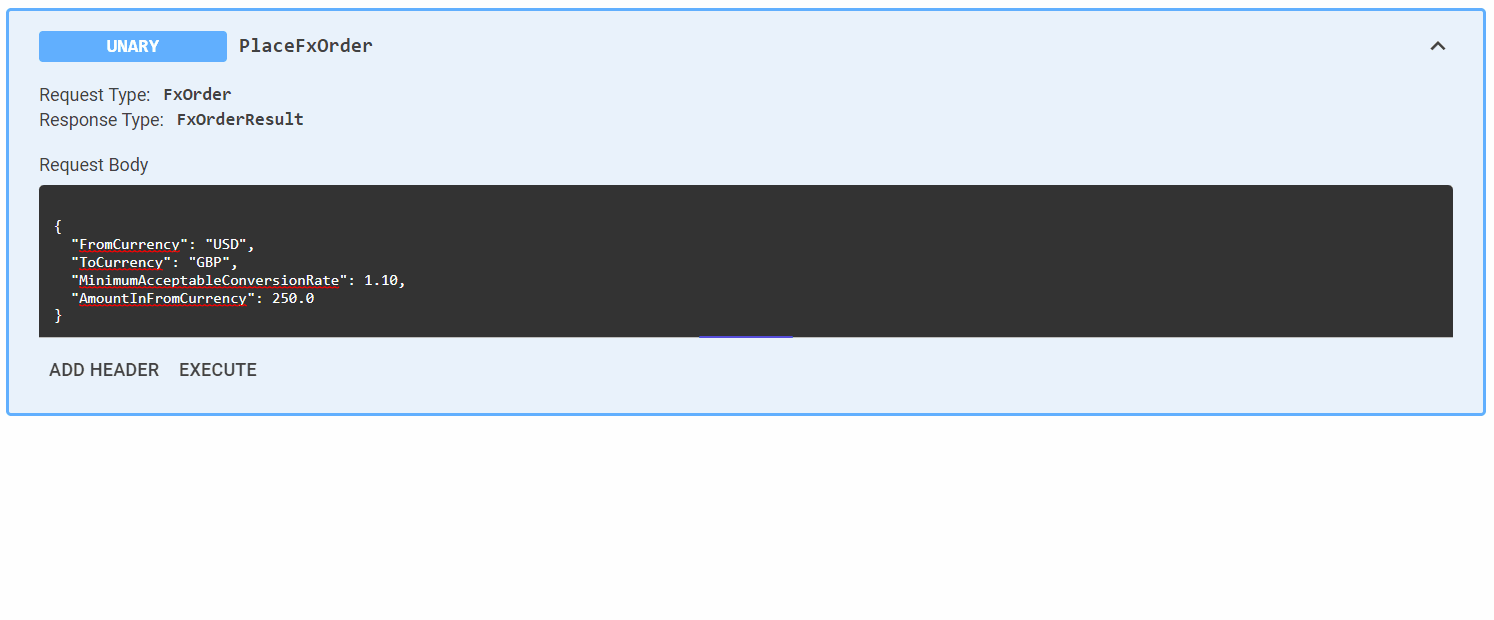 UNARY PlaceFxOrder
Request Type: FxOrder
Response Type: FxOrderResult
Request Body
{
"FromCurrency": "USD",
"ToCurrency": "GBP",
"MinimumAcceptableConversionRate": 1.10,
"AmountInFromCurrency": 250.0
}
ADD HEADER EXECUTE